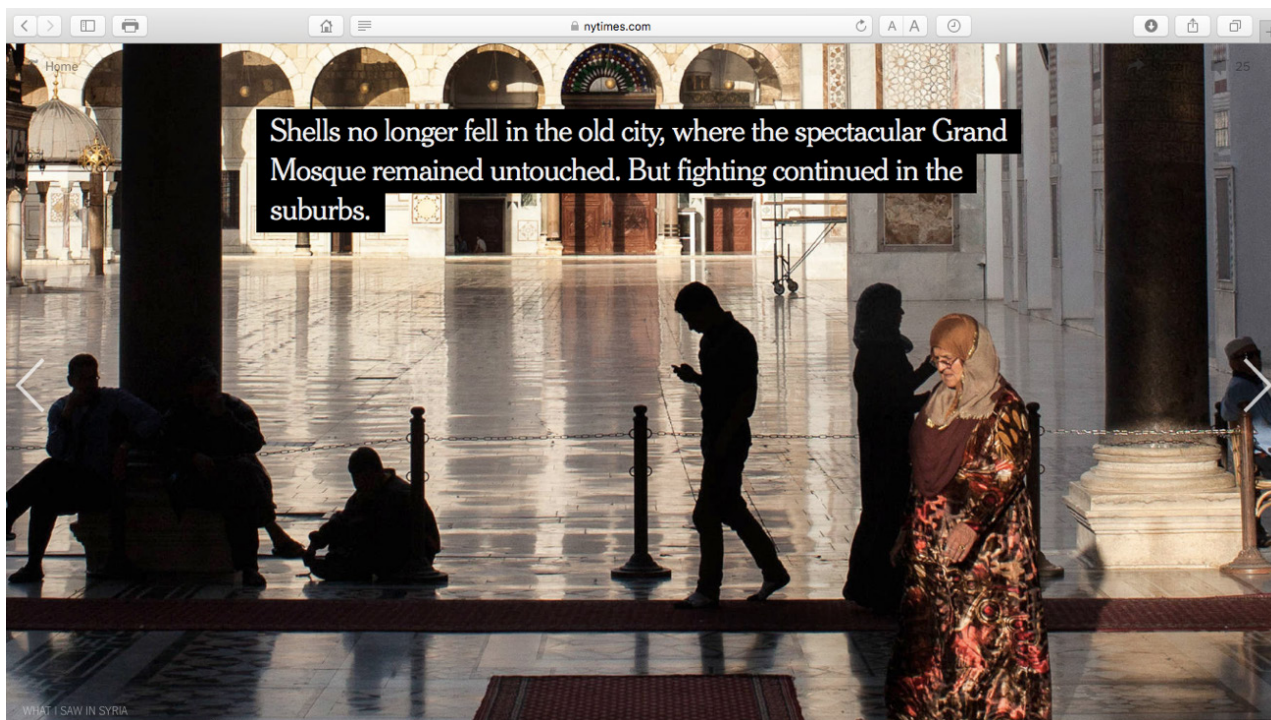 nytimes.com
A A
Home
25
Shells no longer fell in the old city, where the spectacular Grand
Mosque remained untouched. But fighting continued in the
suburbs.
WHAT I SAW IN SYRIA